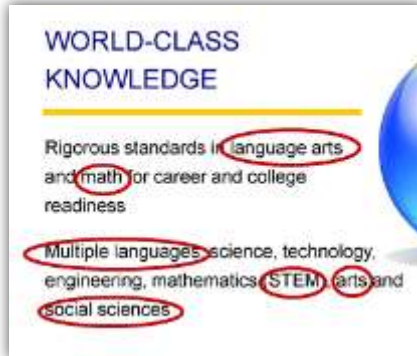 WORLD-CLASS
KNOWLEDGE
Rigorous standards in language arts
and math for career and college
readiness
Multiple languages, science, technology,
engineering, mathematics (STEM), arts and
social sciences